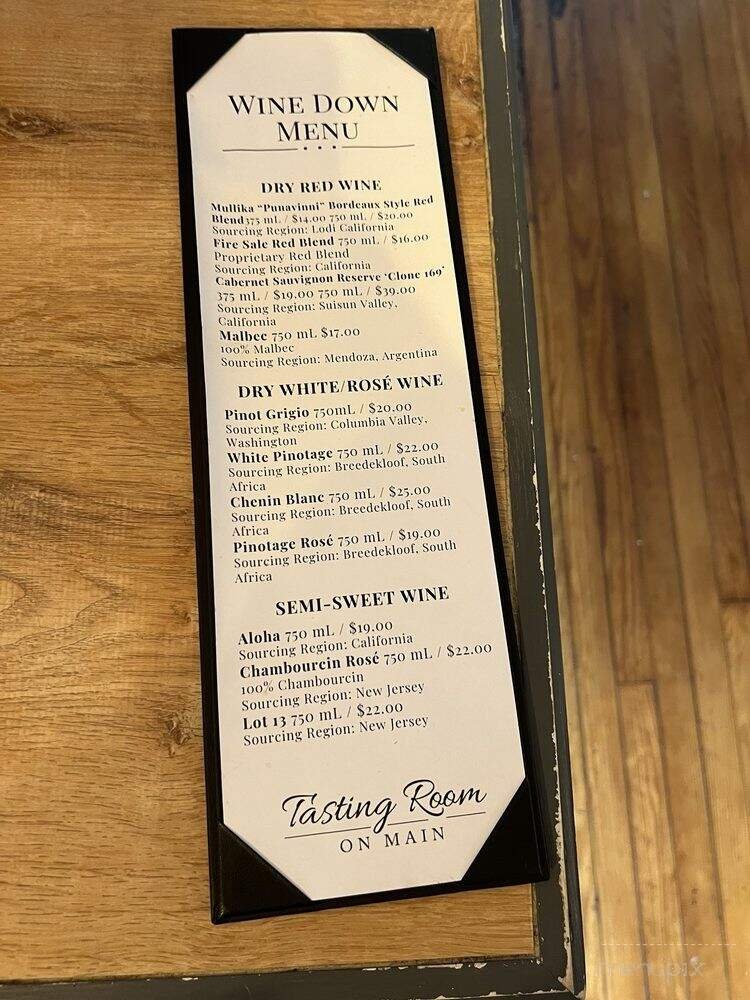 WINE DOWN
MENU
DRY RED WINE
Mullika "Punavinni" Bordeaux Style Red
Blend 375 mL / $14.00 750 mL / $20.00
Sourcing Region: Lodi California
Fire Sale Red Blend 750 mL / $16.00
Proprietary Red Blend
Sourcing Region: California
Cabernet Sauvignon Reserve 'Clone 169'
375 mL / $19.00 750 mL / $39.00
Sourcing Region: Suisun Valley,
California
Malbec 750 mL $17.00
100% Malbec
Sourcing Region: Mendoza, Argentina
DRY WHITE/ROSÉ WINE
Pinot Grigio 750mL / $20.00
Sourcing Region: Columbia Valley,
Washington
White Pinotage 750 mL / $22.00
Sourcing Region: Breedekloof, South
Africa
Chenin Blanc 750 mL / $25.00
Sourcing Region: Breedekloof, South
Africa
Pinotage Rosé 750 mL / $19.00
Sourcing Region: Breedekloof, South
Africa
SEMI-SWEET WINE
Aloha 750 mL / $19.00
Sourcing Region: California
Chambourcin Rosé 750 mL / $22.00
100% Chambourcin
Sourcing Region: New Jersey
Lot 13 750 mL / $22.00
Sourcing Region: New Jersey
Tasting Room
ON MAIN
menupix